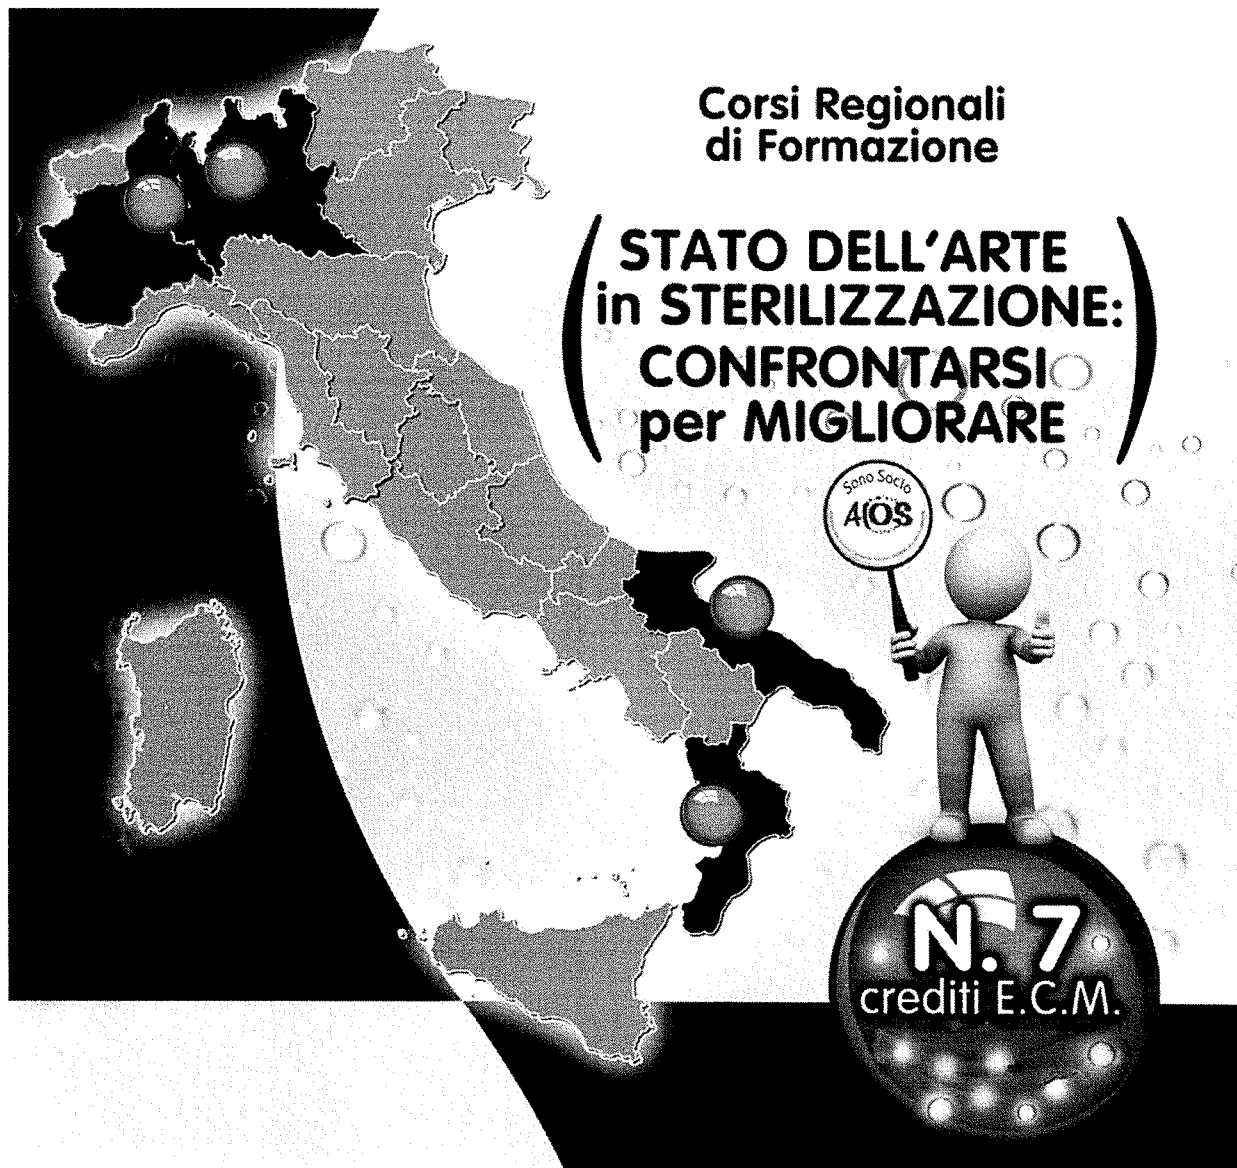 Corsi Regionali
di Formazione
STATO DELL'ARTE
in STERILIZZAZIONE:
CONFRONTARSI
per MIGLIORARE
Sono Socio
AIOS
N. 7
crediti E.C.M.